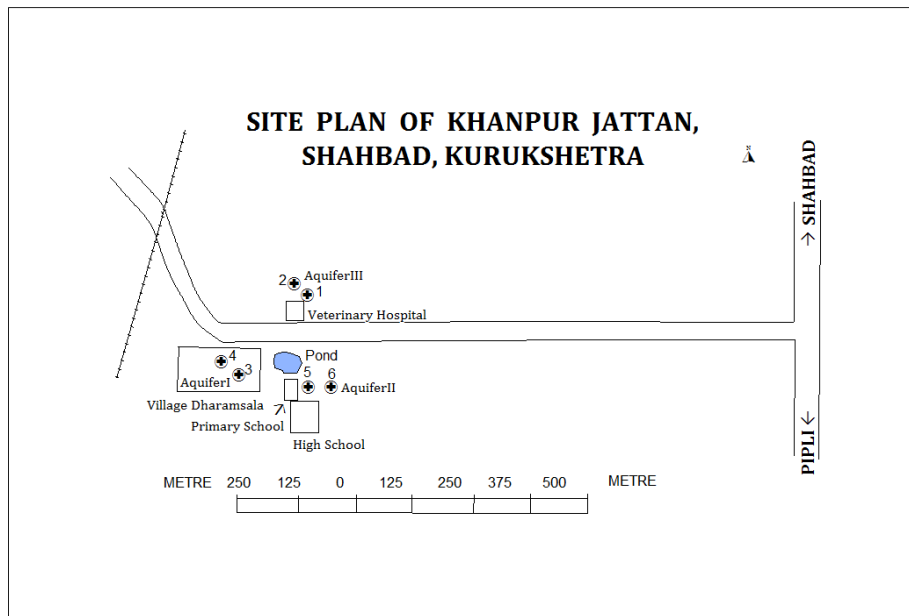 SITE PLAN OF KHANPUR JATTAN,
SHAHBAD, KURUKSHETRA
N
→ SHAHBAD
2
AquiferIII
1
Veterinary Hospital
4
3
AquiferI
Pond
5
6
AquiferII
Village Dharamsala
Primary School
High School
PIPLI ←
METRE 250 125 0 125 250 375 500 METRE